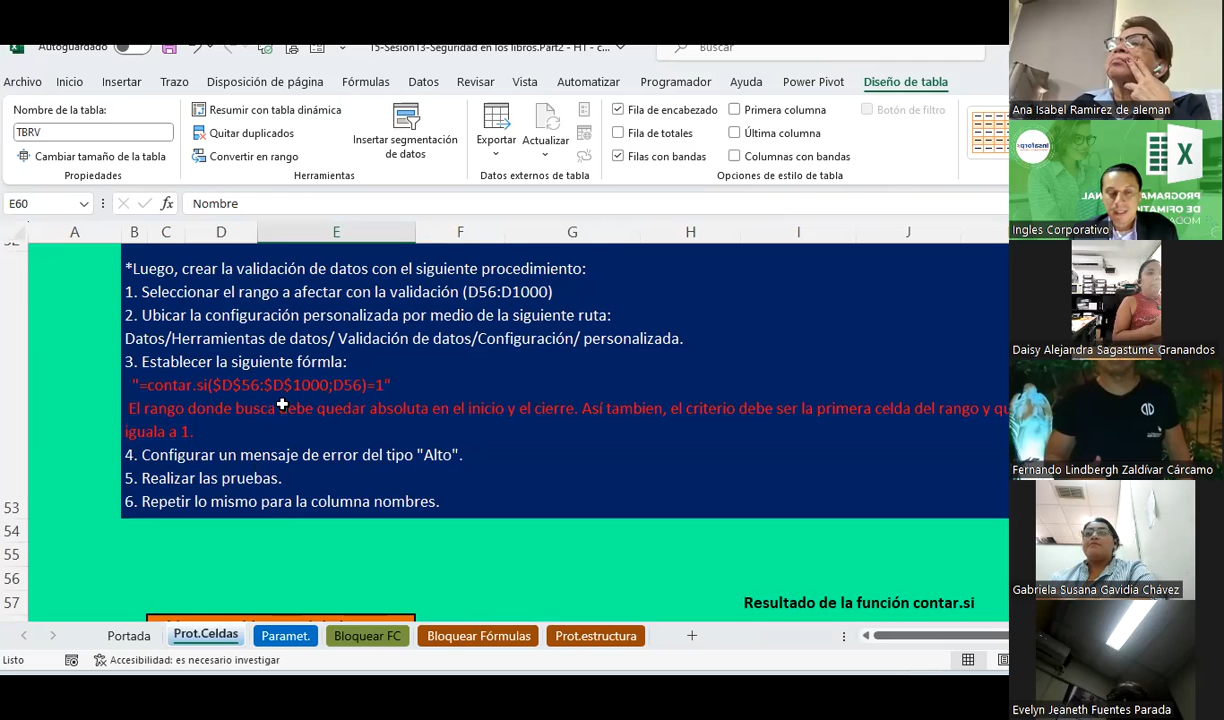 Autoguardado
15-Sesión13-Seguridad en los libros.Part2 - HT - c...
Buscar
Archivo Inicio Insertar Trazo Disposición de página Fórmulas Datos Revisar Vista Automatizar Programador Ayuda Power Pivot Diseño de tabla
Nombre de la tabla:
TBRV
Cambiar tamaño de la tabla
Propiedades
Resumir con tabla dinámica
Quitar duplicados
Convertir en rango
Herramientas
Insertar segmentación
de datos
Exportar
Actualizar
Datos externos de tabla
Fila de encabezado
Fila de totales
Filas con bandas
Primera columna
Última columna
Columnas con bandas
Botón de filtro
Opciones de estilo de tabla
E60
fx
Nombre
A B C D E F G H I J
*Luego, crear la validación de datos con el siguiente procedimiento:
1. Seleccionar el rango a afectar con la validación (D56:D1000)
2. Ubicar la configuración personalizada por medio de la siguiente ruta:
Datos/Herramientas de datos/ Validación de datos/Configuración/ personalizada.
3. Establecer la siguiente fórmla:
"=contar.si($D$56:$D$1000;D56)=1"
El rango donde busca debe quedar absoluta en el inicio y el cierre. Así tambien, el criterio debe ser la primera celda del rango y qu
iguala a 1.
4. Configurar un mensaje de error del tipo "Alto".
5. Realizar las pruebas.
6. Repetir lo mismo para la columna nombres.
53
54
55
56
57
Resultado de la función contar.si
Portada Prot.Celdas Paramet. Bloquear FC Bloquear Fórmulas Prot.estructura
Listo
Accesibilidad: es necesario investigar
Ana Isabel Ramirez de aleman
Insaforp
Ingles Corporativo
Daisy Alejandra Sagastume Granandos
Fernando Lindbergh Zaldívar Cárcamo
Gabriela Susana Gavidia Chávez
Evelyn Jeaneth Fuentes Parada